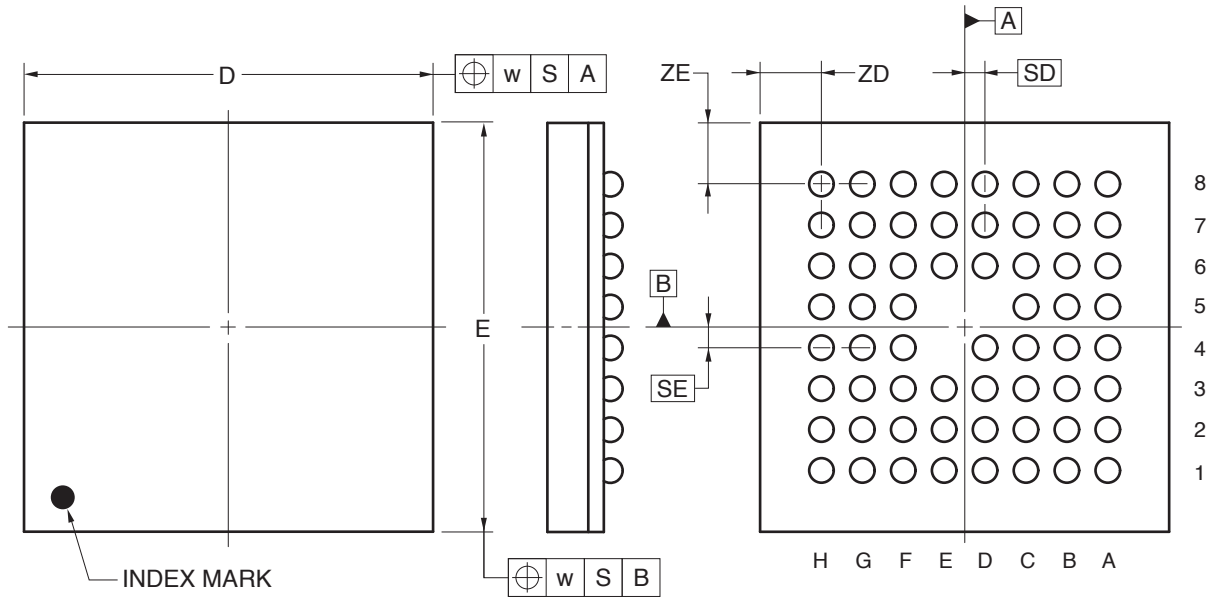 D
⌖ w S A
E
INDEX MARK
⌖ w S B
A
ZE
ZD
SD
B
SE
8
7
6
5
4
3
2
1
H G F E D C B A